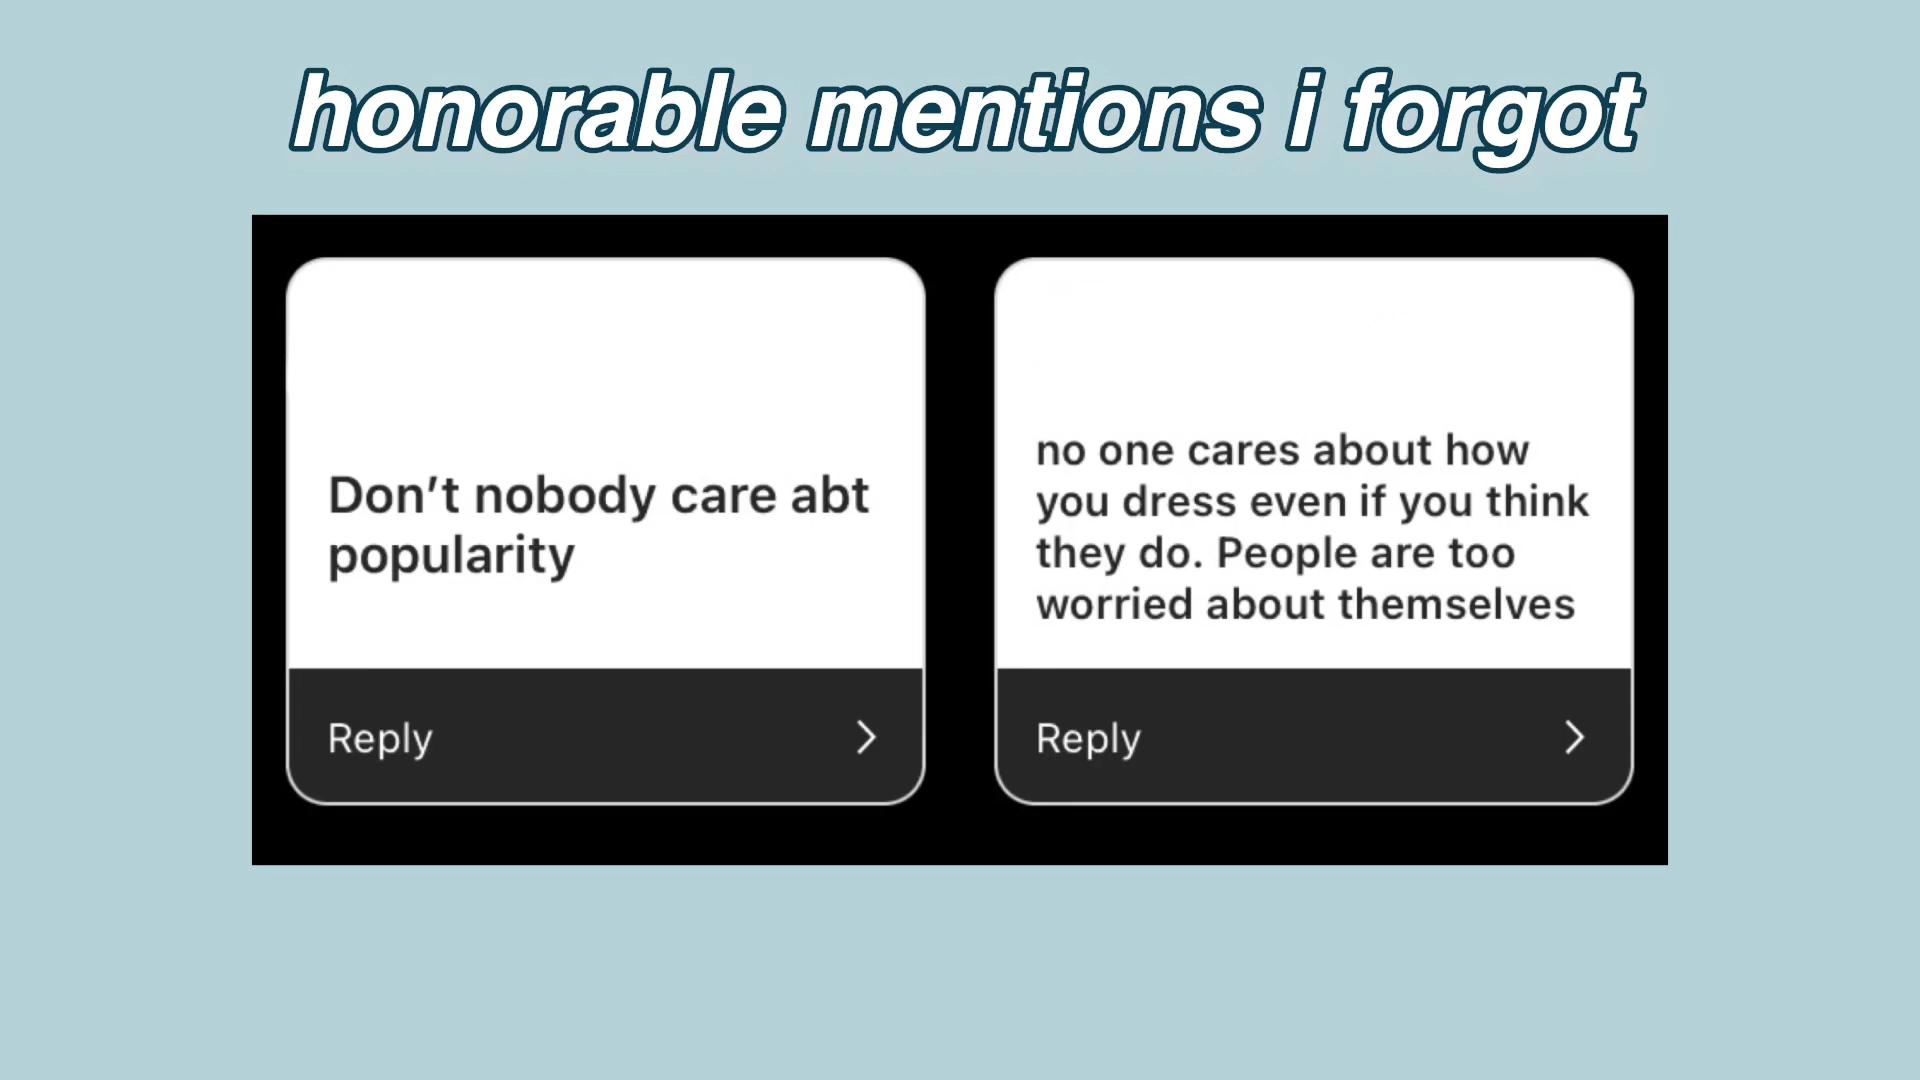 honorable mentions i forgot
Don’t nobody care abt
popularity
Reply
no one cares about how
you dress even if you think
they do. People are too
worried about themselves
Reply